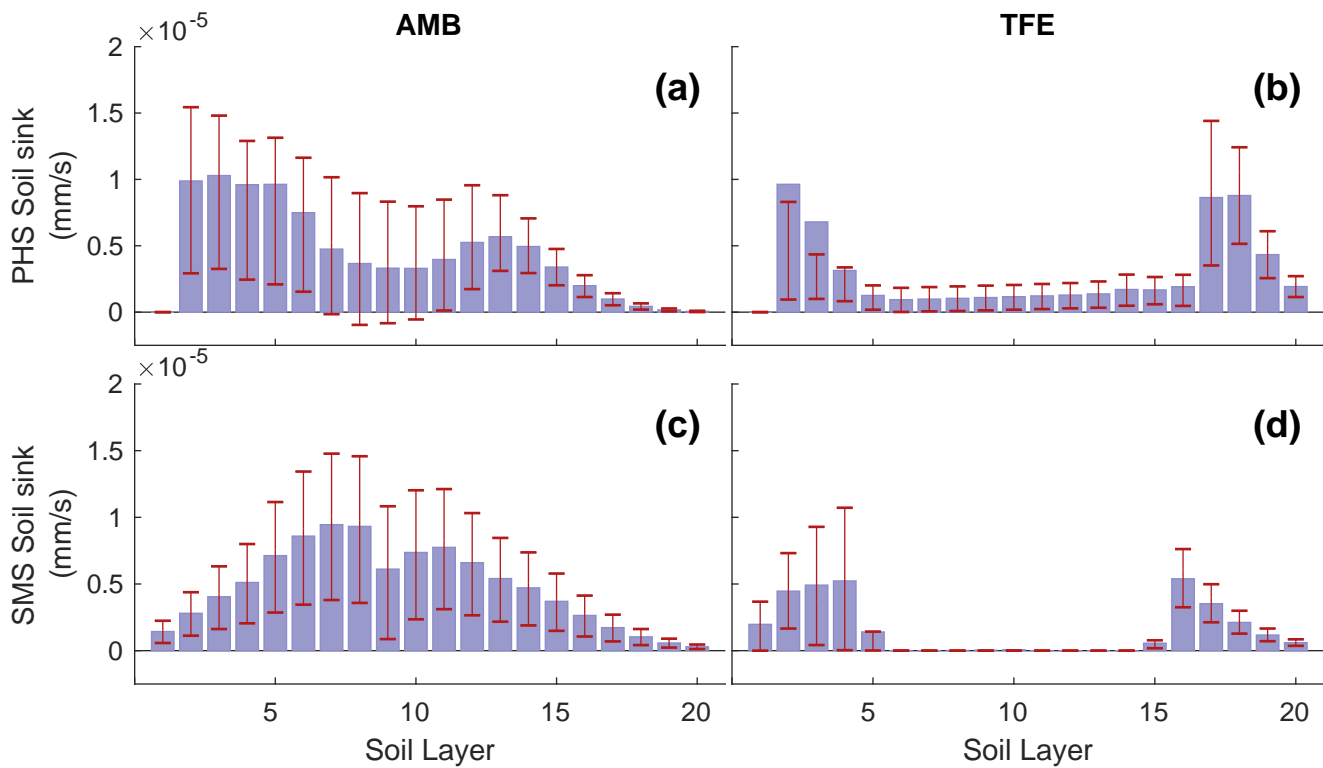 AMB
TFE
×10⁻⁵
2
1.5
1
0.5
0
PHS Soil sink
(mm/s)
(a)
(b)
×10⁻⁵
2
1.5
1
0.5
0
SMS Soil sink
(mm/s)
(c)
(d)
5 10 15 20
5 10 15 20
Soil Layer
Soil Layer